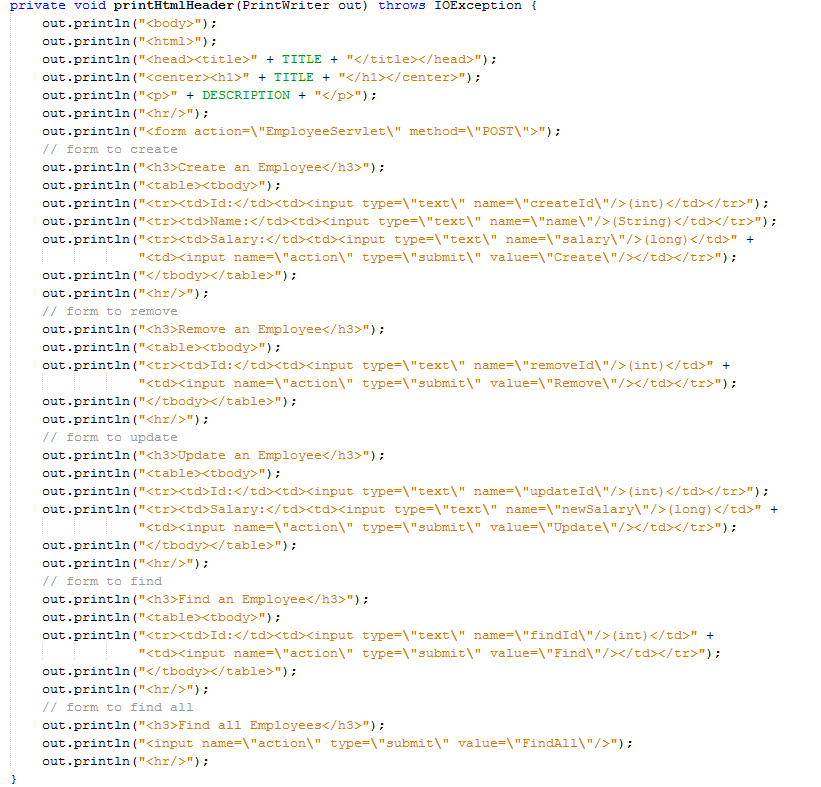 private void printHtmlHeader(PrintWriter out) throws IOException {
out.println("<body>");
out.println("<html>");
out.println("<head><title>" + TITLE + "</title></head>");
out.println("<center><h1>" + TITLE + "</h1></center>");
out.println("<p>" + DESCRIPTION + "</p>");
out.println("<hr/>");
out.println("<form action=\"EmployeeServlet\" method=\"POST\">");
// form to create
out.println("<h3>Create an Employee</h3>");
out.println("<table><tbody>");
out.println("<tr><td>Id:</td><td><input type=\"text\" name=\"createId\"/>(int)</td></tr>");
out.println("<tr><td>Name:</td><td><input type=\"text\" name=\"name\"/>(String)</td></tr>");
out.println("<tr><td>Salary:</td><td><input type=\"text\" name=\"salary\"/>(long)</td>" +
"<td><input name=\"action\" type=\"submit\" value=\"Create\"/></td></tr>");
out.println("</tbody></table>");
out.println("<hr/>");
// form to remove
out.println("<h3>Remove an Employee</h3>");
out.println("<table><tbody>");
out.println("<tr><td>Id:</td><td><input type=\"text\" name=\"removeId\"/>(int)</td>" +
"<td><input name=\"action\" type=\"submit\" value=\"Remove\"/></td></tr>");
out.println("</tbody></table>");
out.println("<hr/>");
// form to update
out.println("<h3>Update an Employee</h3>");
out.println("<table><tbody>");
out.println("<tr><td>Id:</td><td><input type=\"text\" name=\"updateId\"/>(int)</td></tr>");
out.println("<tr><td>Salary:</td><td><input type=\"text\" name=\"newSalary\"/>(long)</td>" +
"<td><input name=\"action\" type=\"submit\" value=\"Update\"/></td></tr>");
out.println("</tbody></table>");
out.println("<hr/>");
// form to find
out.println("<h3>Find an Employee</h3>");
out.println("<table><tbody>");
out.println("<tr><td>Id:</td><td><input type=\"text\" name=\"findId\"/>(int)</td>" +
"<td><input name=\"action\" type=\"submit\" value=\"Find\"/></td></tr>");
out.println("</tbody></table>");
out.println("<hr/>");
// form to find all
out.println("<h3>Find all Employees</h3>");
out.println("<input name=\"action\" type=\"submit\" value=\"FindAll\"/>");
out.println("<hr/>");
}